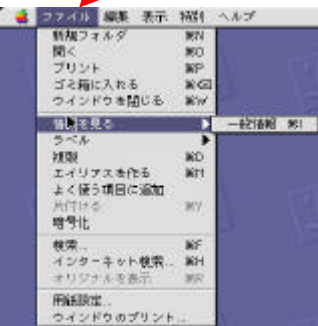 ファイル 編集 表示 特別 ヘルプ
新規フォルダ ⌘N
開く ⌘O
プリント ⌘P
ゴミ箱に入れる ⌘⌫
ウインドウを閉じる ⌘W
情報を見る 一般情報 ⌘I
ラベル
複製 ⌘D
エイリアスを作る ⌘M
よく使う項目に追加
片付ける ⌘Y
暗号化
検索... ⌘F
インターネット検索... ⌘H
オリジナルを表示 ⌘R
用紙設定...
ウインドウのプリント...